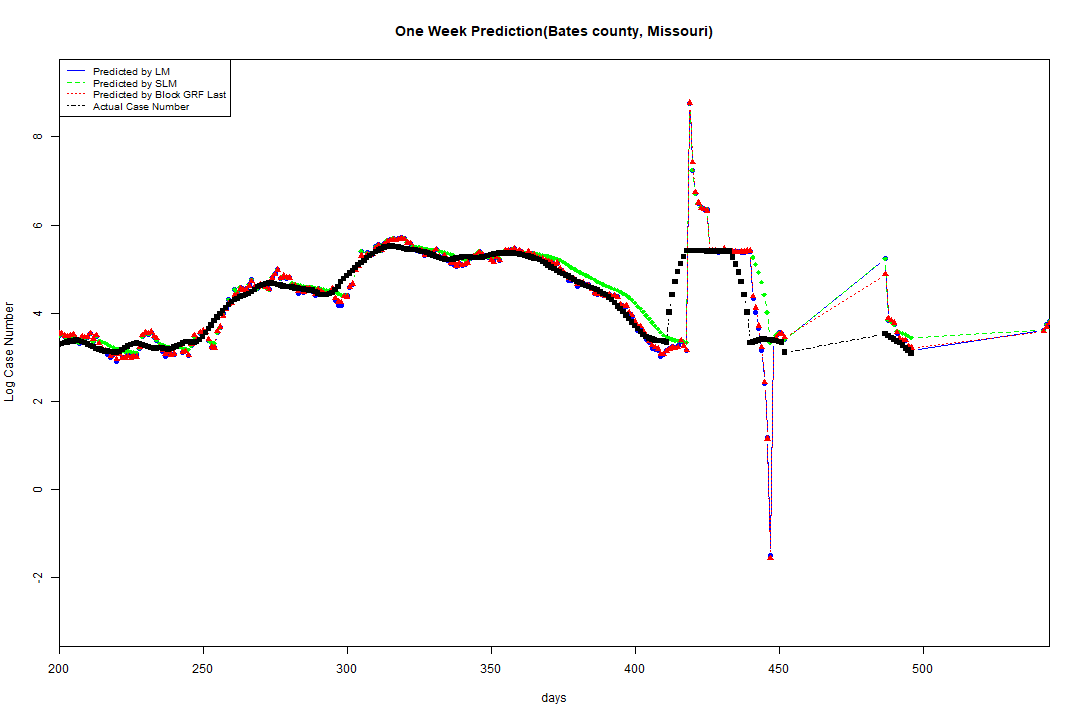 One Week Prediction(Bates county, Missouri)
Predicted by LM
Predicted by SLM
Predicted by Block GRF Last
Actual Case Number
Log Case Number
8
6
4
2
0
-2
200 250 300 350 400 450 500
days